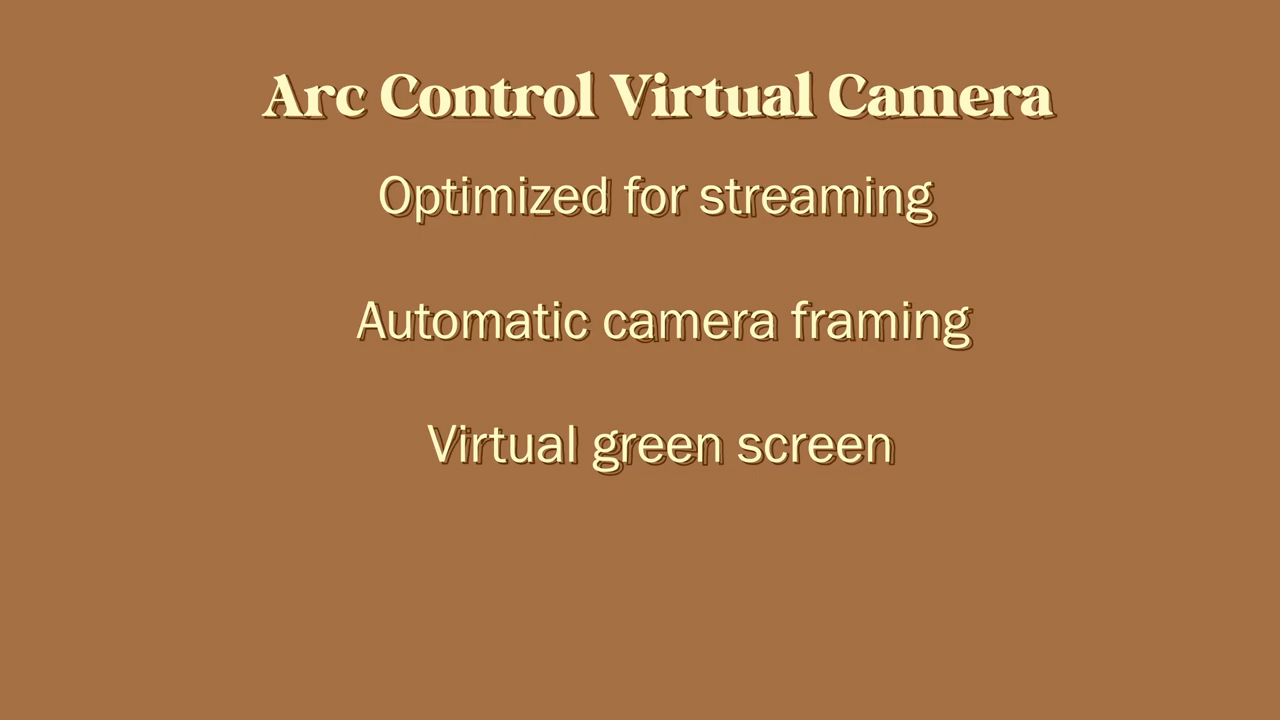 Arc Control Virtual Camera
Optimized for streaming
Automatic camera framing
Virtual green screen